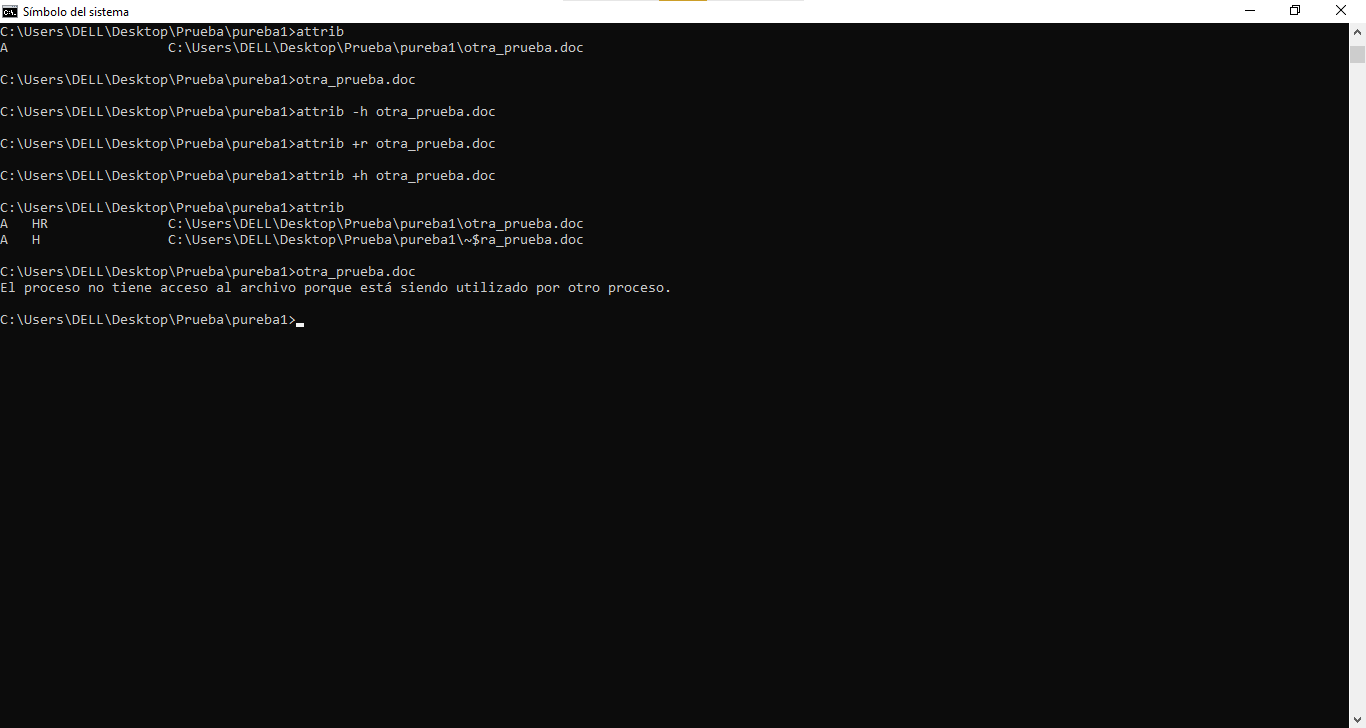 Símbolo del sistema
C:\Users\DELL\Desktop\Prueba\pureba1>attrib
A                    C:\Users\DELL\Desktop\Prueba\pureba1\otra_prueba.doc
C:\Users\DELL\Desktop\Prueba\pureba1>otra_prueba.doc
C:\Users\DELL\Desktop\Prueba\pureba1>attrib -h otra_prueba.doc
C:\Users\DELL\Desktop\Prueba\pureba1>attrib +r otra_prueba.doc
C:\Users\DELL\Desktop\Prueba\pureba1>attrib +h otra_prueba.doc
C:\Users\DELL\Desktop\Prueba\pureba1>attrib
A   HR               C:\Users\DELL\Desktop\Prueba\pureba1\otra_prueba.doc
A   H                C:\Users\DELL\Desktop\Prueba\pureba1\~$ra_prueba.doc
C:\Users\DELL\Desktop\Prueba\pureba1>otra_prueba.doc
El proceso no tiene acceso al archivo porque está siendo utilizado por otro proceso.
C:\Users\DELL\Desktop\Prueba\pureba1>